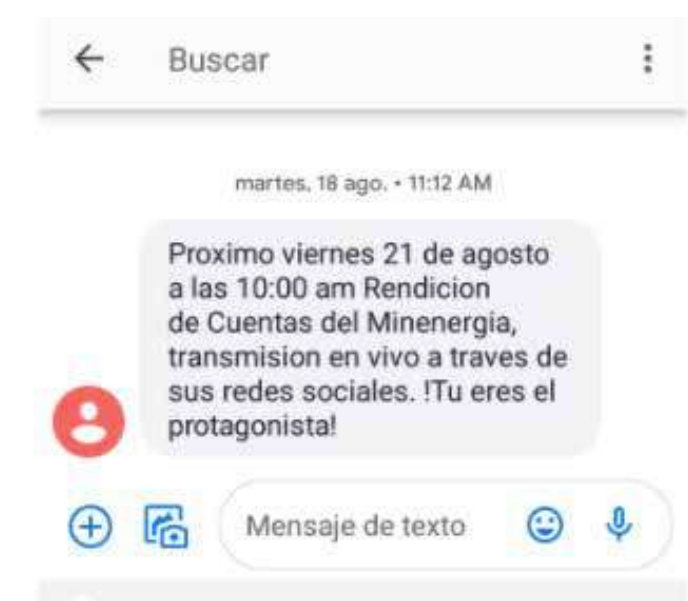 Buscar
martes, 18 ago. • 11:12 AM
Proximo viernes 21 de agosto
a las 10:00 am Rendicion
de Cuentas del Minenergia,
transmision en vivo a traves de
sus redes sociales. !Tu eres el
protagonista!
Mensaje de texto